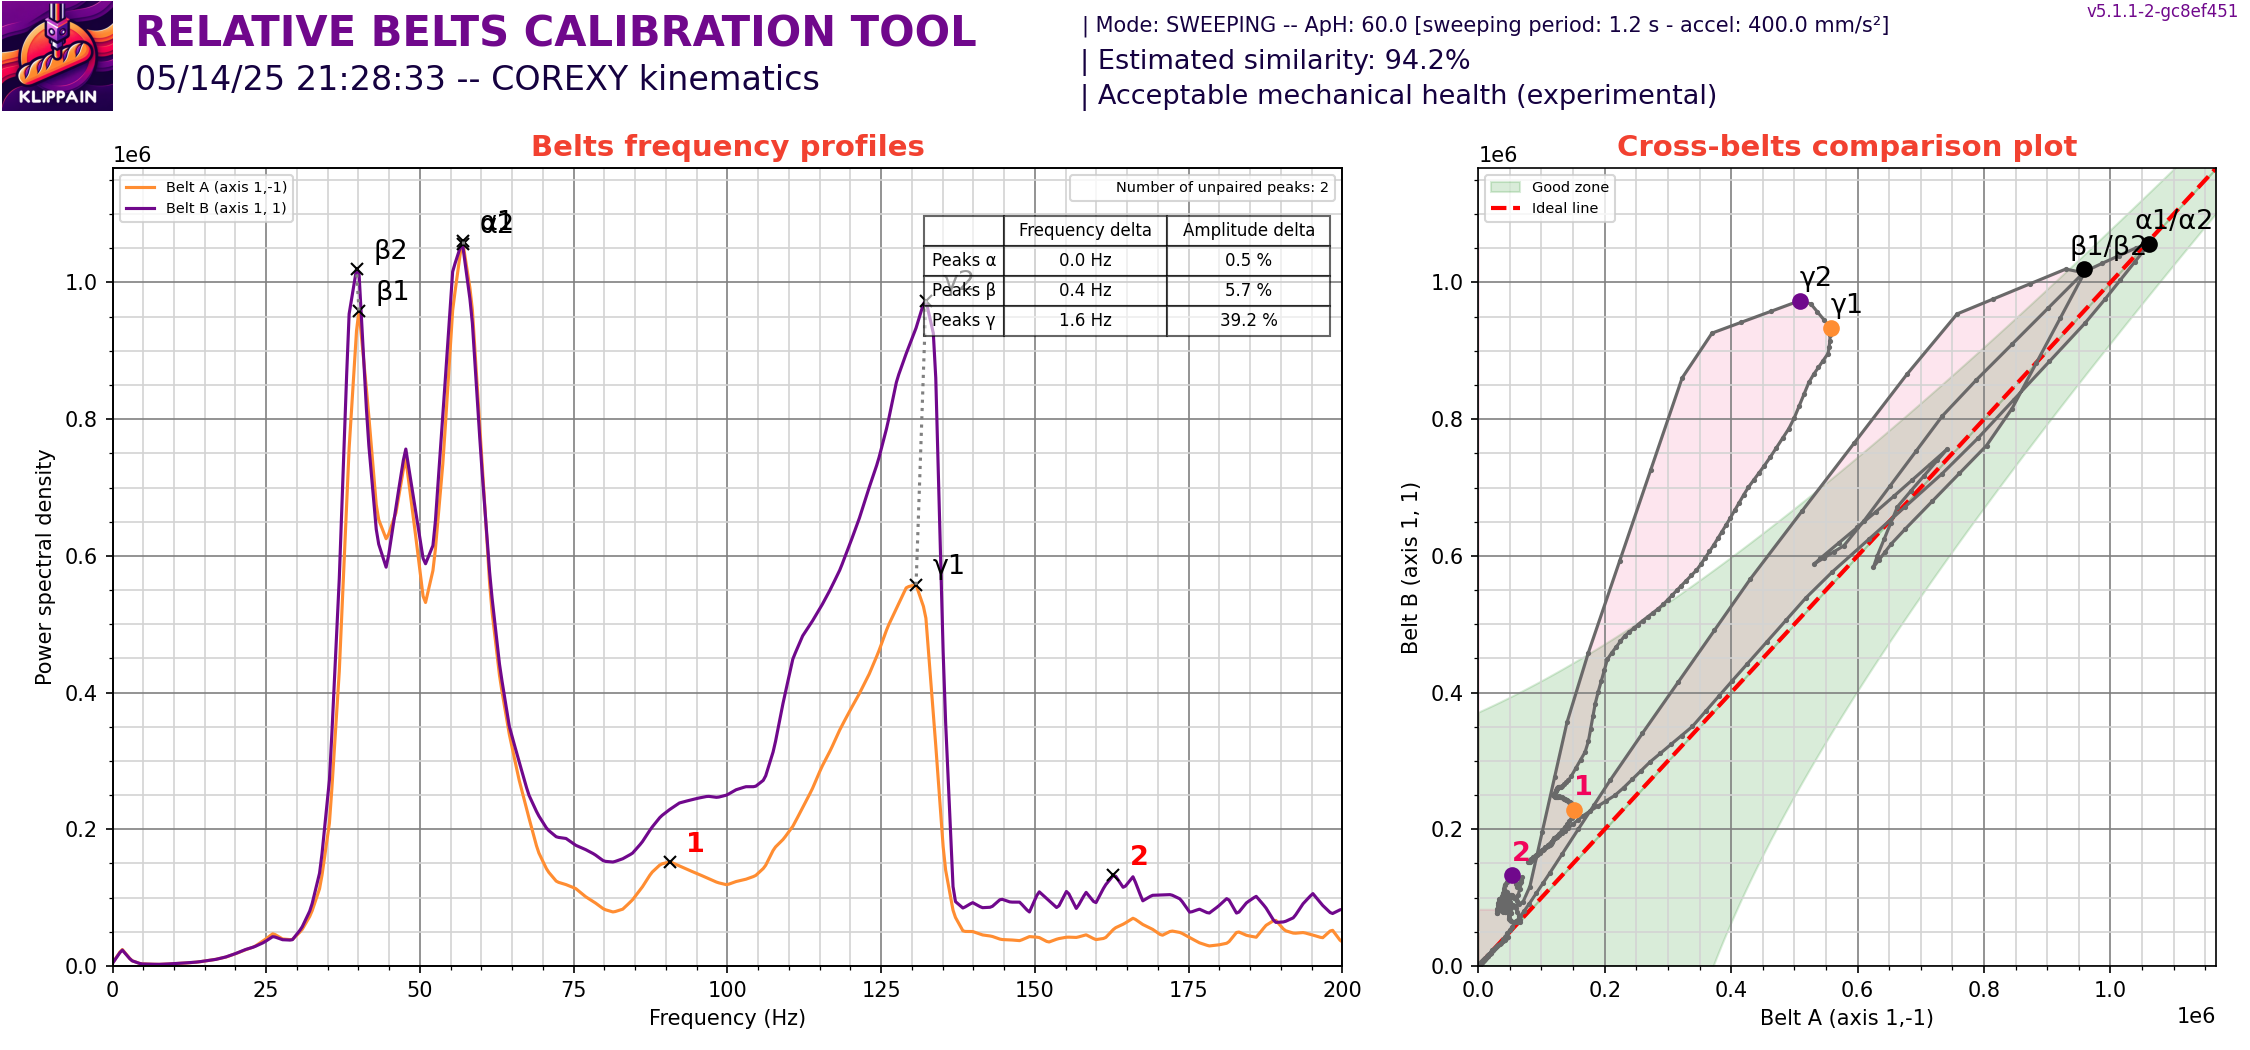 KLIPPAIN
RELATIVE BELTS CALIBRATION TOOL
05/14/25 21:28:33 -- COREXY kinematics
| Mode: SWEEPING -- ApH: 60.0 [sweeping period: 1.2 s - accel: 400.0 mm/s²]
| Estimated similarity: 94.2%
| Acceptable mechanical health (experimental)
v5.1.1-2-gc8ef451
Belts frequency profiles
1e6
Belt A (axis 1,-1)
Belt B (axis 1, 1)
Number of unpaired peaks: 2
Frequency delta Amplitude delta
Peaks α 0.0 Hz 0.5 %
Peaks β 0.4 Hz 5.7 %
Peaks γ 1.6 Hz 39.2 %
α1
α2
β2
β1
γ2
γ1
1
2
Power spectral density
1.0
0.8
0.6
0.4
0.2
0.0
0 25 50 75 100 125 150 175 200
Frequency (Hz)
Cross-belts comparison plot
1e6
Good zone
Ideal line
α1/α2
β1/β2
γ2
γ1
1
2
Belt B (axis 1, 1)
1.0
0.8
0.6
0.4
0.2
0.0
0.0 0.2 0.4 0.6 0.8 1.0
Belt A (axis 1,-1)
1e6